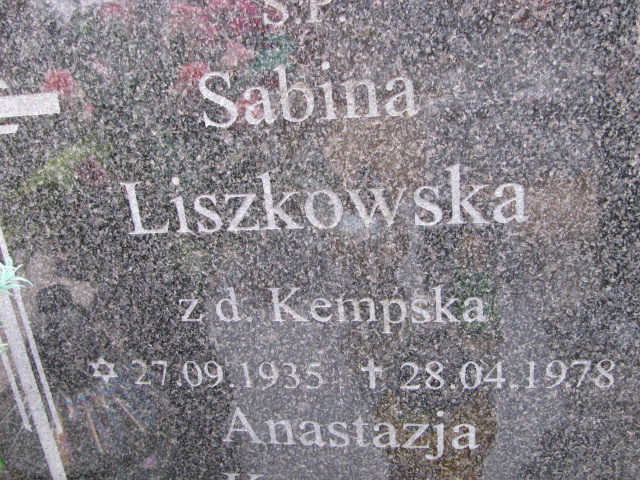 Ś.P.
Sabina
Liszkowska
z d. Kempska
✡ 27.09.1935 ✝ 28.04.1978
Anastazja